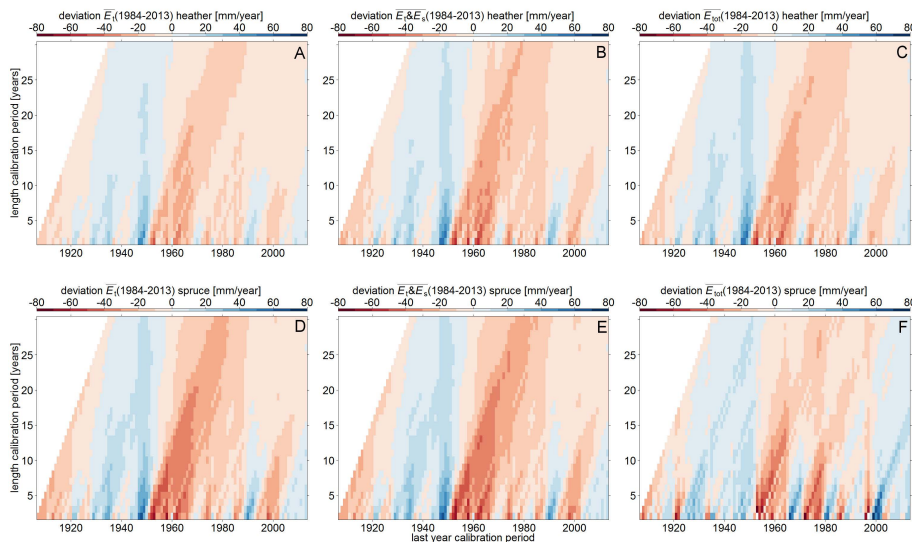 deviation E̅t̅(1984-2013) heather [mm/year]
-80 -60 -40 -20 0 20 40 60 80
A
length calibration period [years]
25
20
15
10
5
1920 1940 1960 1980 2000
deviation E̅t̅&E̅s̅(1984-2013) heather [mm/year]
-80 -60 -40 -20 0 20 40 60 80
B
25
20
15
10
5
1920 1940 1960 1980 2000
deviation E̅t̅o̅t̅(1984-2013) heather [mm/year]
-80 -60 -40 -20 0 20 40 60 80
C
25
20
15
10
5
1920 1940 1960 1980 2000
deviation E̅t̅(1984-2013) spruce [mm/year]
-80 -60 -40 -20 0 20 40 60 80
D
length calibration period [years]
25
20
15
10
5
1920 1940 1960 1980 2000
deviation E̅t̅&E̅s̅(1984-2013) spruce [mm/year]
-80 -60 -40 -20 0 20 40 60 80
E
25
20
15
10
5
1920 1940 1960 1980 2000
last year calibration period
deviation E̅t̅o̅t̅(1984-2013) spruce [mm/year]
-80 -60 -40 -20 0 20 40 60 80
F
25
20
15
10
5
1920 1940 1960 1980 2000